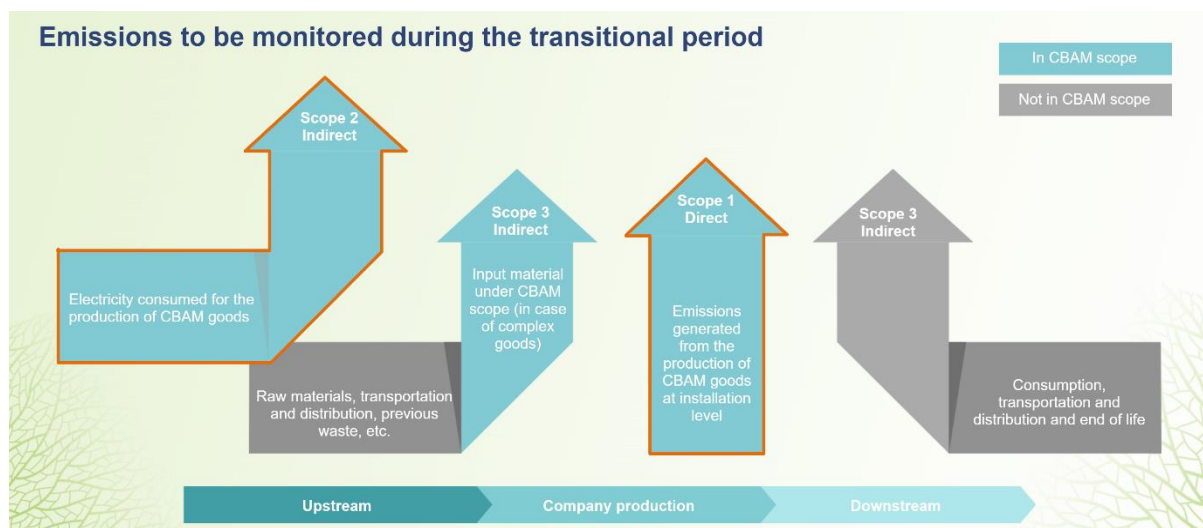 Emissions to be monitored during the transitional period
In CBAM scope
Not in CBAM scope
Scope 2
Indirect
Electricity consumed for the
production of CBAM goods
Raw materials, transportation
and distribution, previous
waste, etc.
Scope 3
Indirect
Input material
under CBAM
scope (in case
of complex
goods)
Scope 1
Direct
Emissions
generated
from the
production of
CBAM goods
at installation
level
Scope 3
Indirect
Consumption,
transportation and
distribution and end of life
Upstream
Company production
Downstream